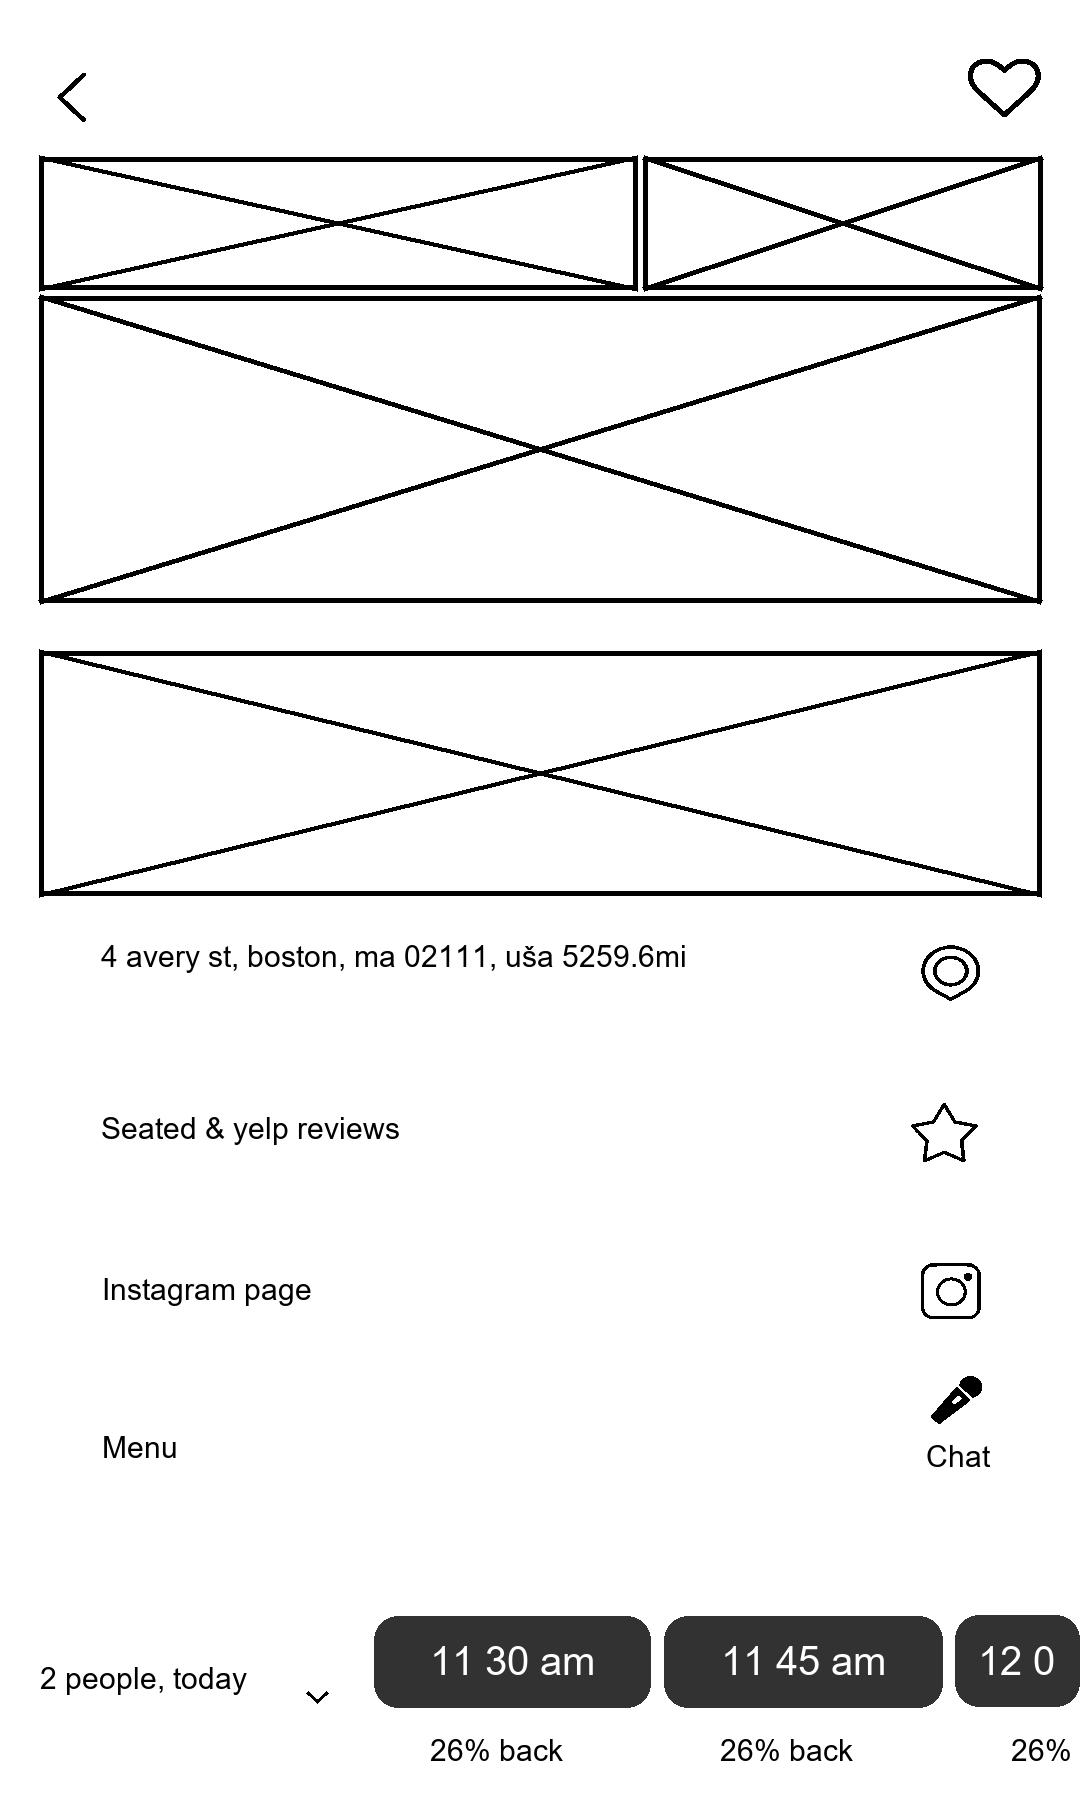 4 avery st, boston, ma 02111, uša 5259.6mi
Seated & yelp reviews
Instagram page
Menu
Chat
2 people, today
11 30 am
11 45 am
12 0
26% back
26% back
26%